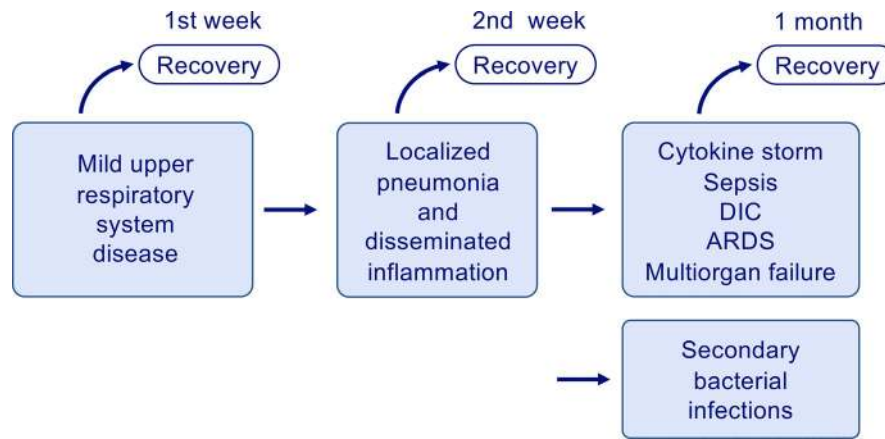 1st week
Recovery
2nd week
Recovery
1 month
Recovery
Mild upper
respiratory
system
disease
Localized
pneumonia
and
disseminated
inflammation
Cytokine storm
Sepsis
DIC
ARDS
Multiorgan failure
Secondary
bacterial
infections